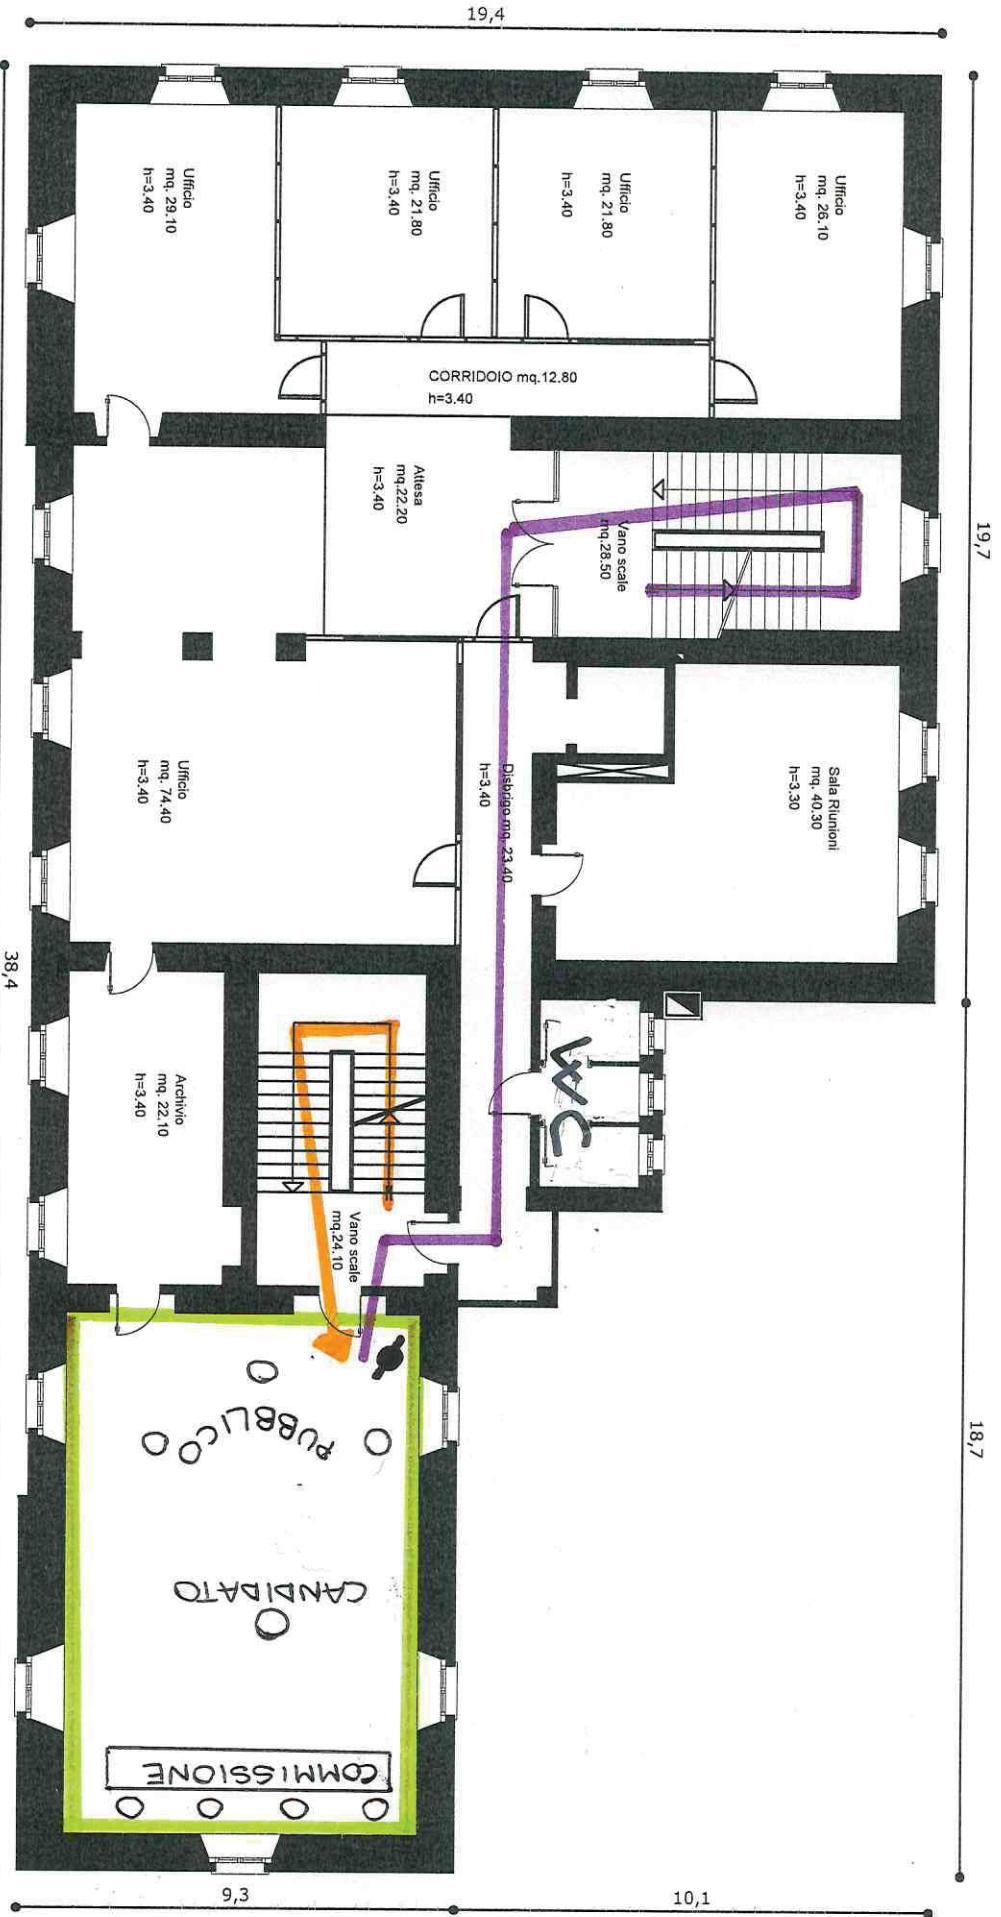 19,4
Ufficio
mq. 29.10
h=3.40
Ufficio
mq. 21.80
h=3.40
Ufficio
mq. 21.80
h=3.40
Ufficio
mq. 26.10
h=3.40
CORRIDOIO mq.12.80
h=3.40
Attesa
mq.22.20
h=3.40
Vano scale
mq.28.50
19,7
Ufficio
mq. 74.40
h=3.40
Disbrigo mq. 23.40
h=3.40
Sala Riunioni
mq. 40.30
h=3.30
38,4
Archivio
mq. 22.10
h=3.40
WC
Vano scale
mq.24.10
18,7
PUBBLICO
CANDIDATO
COMMISSIONE
9,3
10,1